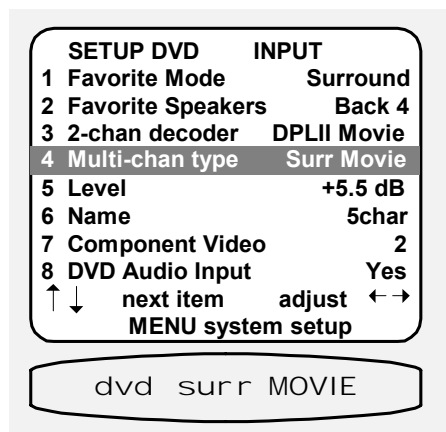 SETUP DVD INPUT
1 Favorite Mode Surround
2 Favorite Speakers Back 4
3 2-chan decoder DPLII Movie
4 Multi-chan type Surr Movie
5 Level +5.5 dB
6 Name 5char
7 Component Video 2
8 DVD Audio Input Yes
↑↓ next item adjust ←→
MENU system setup
dvd surr MOVIE